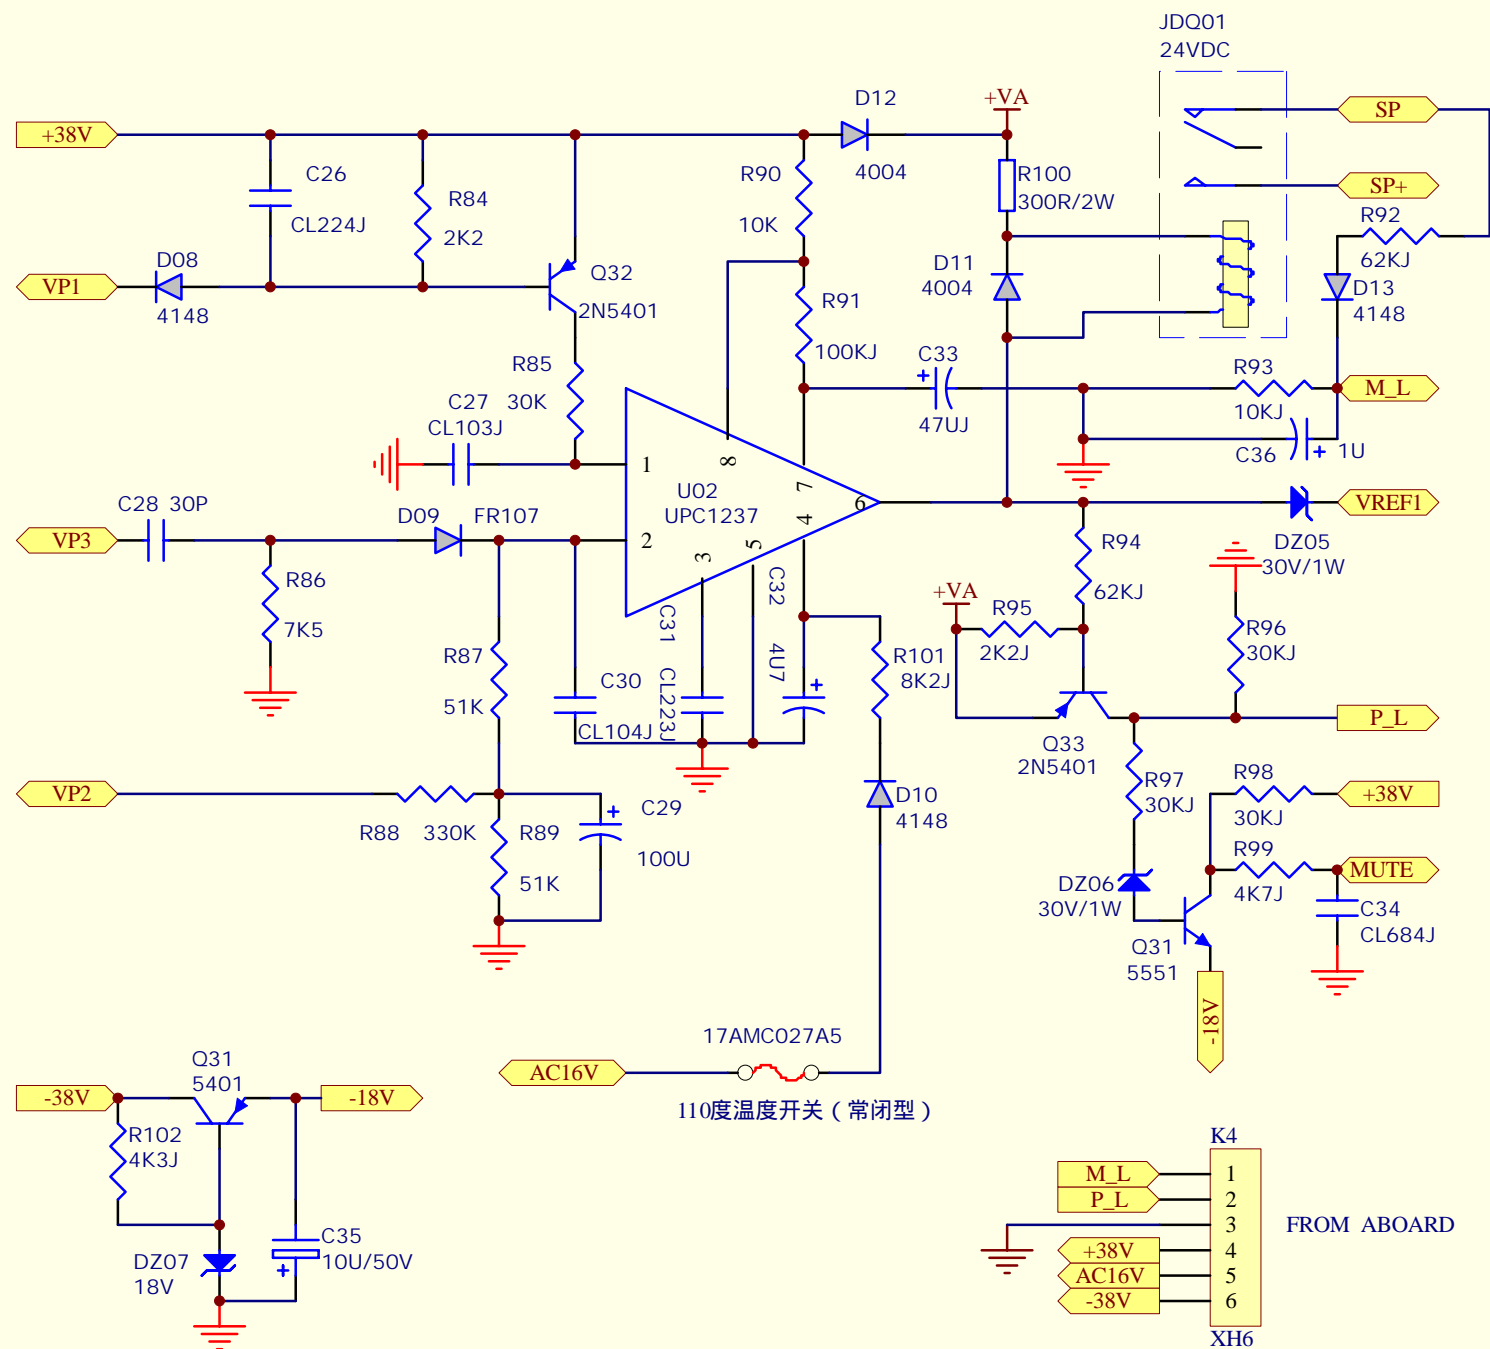 JDQ01
24VDC
+38V
C26
CL224J
R84
2K2
D12
4004
+VA
R90
10K
R100
300R/2W
SP
SP+
R92
62KJ
VP1
D08
4148
Q32
2N5401
R91
100KJ
D11
4004
D13
4148
R85
30K
C33
+
47UJ
R93
10KJ
M_L
C27
CL103J
C36
+
1U
1
8
7
U02
UPC1237
6
2
3
5
4
VREF1
DZ05
30V/1W
C28 30P
VP3
D09
FR107
R86
7K5
R94
62KJ
+VA
R95
2K2J
R96
30KJ
C31
CL223J
C32
4U7
+
R87
51K
C30
CL104J
R101
8K2J
P_L
Q33
2N5401
VP2
R88
330K
R89
51K
+
C29
100U
D10
4148
R97
30KJ
R98
30KJ
+38V
R99
4K7J
MUTE
DZ06
30V/1W
C34
CL684J
Q31
5551
-18V
17AMC027A5
AC16V
110度温度开关（常闭型）
Q31
5401
-38V
-18V
R102
4K3J
DZ07
18V
C35
10U/50V
+
K4
M_L
1
P_L
2
3
FROM ABOARD
+38V
4
AC16V
5
-38V
6
XH6